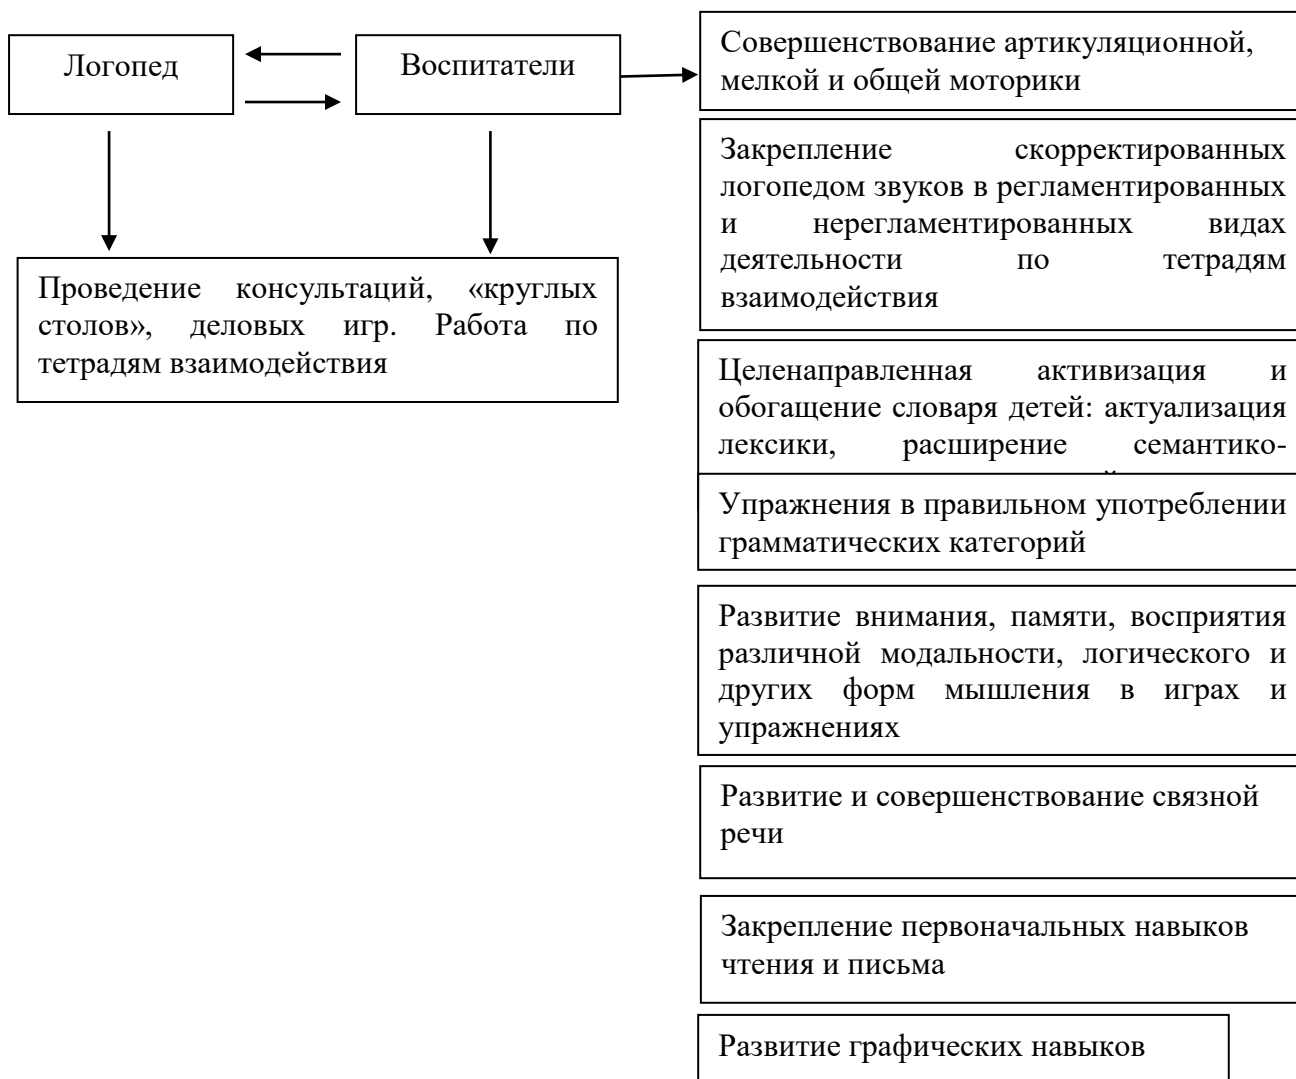 Логопед
Воспитатели
Проведение консультаций, «круглых
столов», деловых игр. Работа по
тетрадям взаимодействия
Совершенствование артикуляционной,
мелкой и общей моторики
Закрепление скорректированных
логопедом звуков в регламентированных
и нерегламентированных видах
деятельности по тетрадям
взаимодействия
Целенаправленная активизация и
обогащение словаря детей: актуализация
лексики, расширение семантико-
Упражнения в правильном употреблении
грамматических категорий
Развитие внимания, памяти, восприятия
различной модальности, логического и
других форм мышления в играх и
упражнениях
Развитие и совершенствование связной
речи
Закрепление первоначальных навыков
чтения и письма
Развитие графических навыков